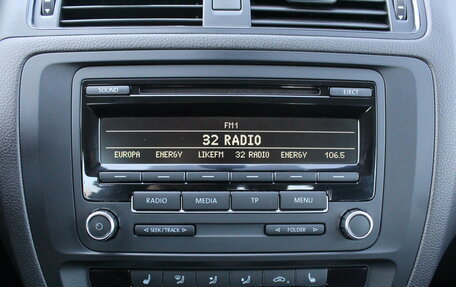 SOUND EJECT
FM1
32 RADIO
EUROPA ENERGY LIKEFM 32 RADIO ENERGY 106.5
RADIO MEDIA TP MENU
SEEK/TRACK FOLDER